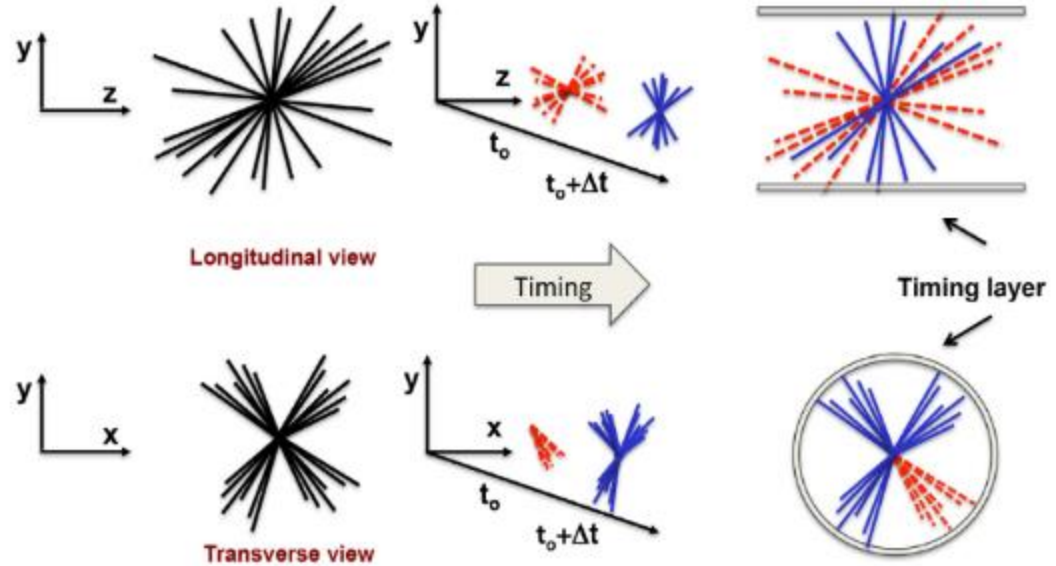 y
z
y
z
t₀
t₀+Δt
Longitudinal view
Timing
Timing layer
y
x
y
x
t₀
t₀+Δt
Transverse view